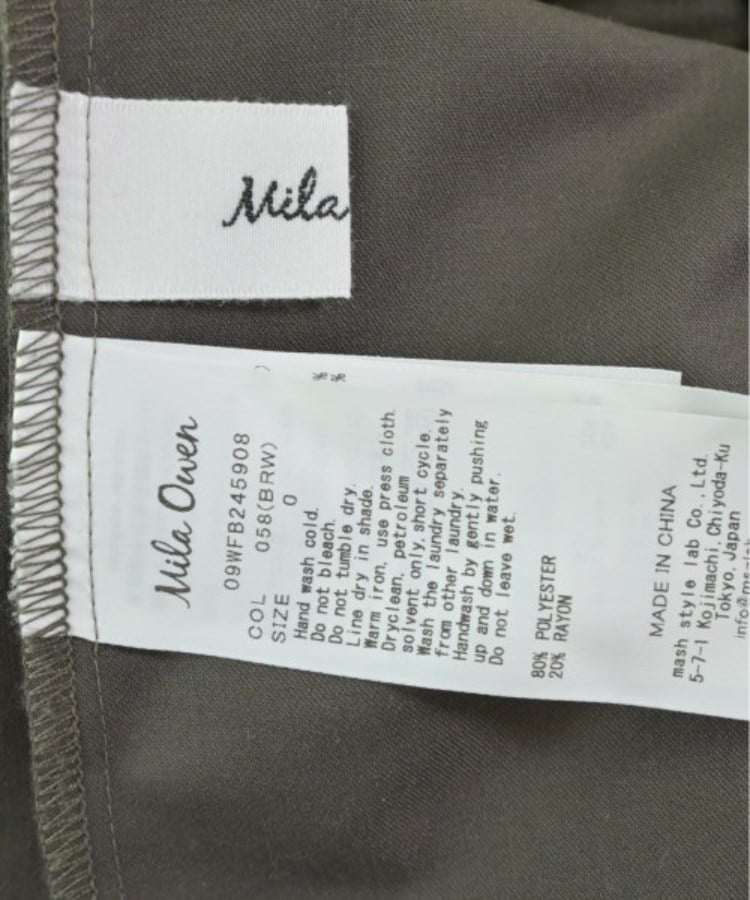 Mila
Mila Owen
09WFB245908
COL 058(BRW)
SIZE 0
Hand wash cold.
Do not bleach.
Do not tumble dry.
Line dry in shade.
Warm iron, use press cloth.
Dryclean, petroleum
solvent only, short cycle.
Wash the laundry separately
from other laundry.
Handwash by gently pushing
up and down in water.
Do not leave wet.
80% POLYESTER
20% RAYON
MADE IN CHINA
mash style lab Co.,Ltd.
5-7-1 Kojimachi,Chiyoda-Ku
Tokyo,Japan
%
%